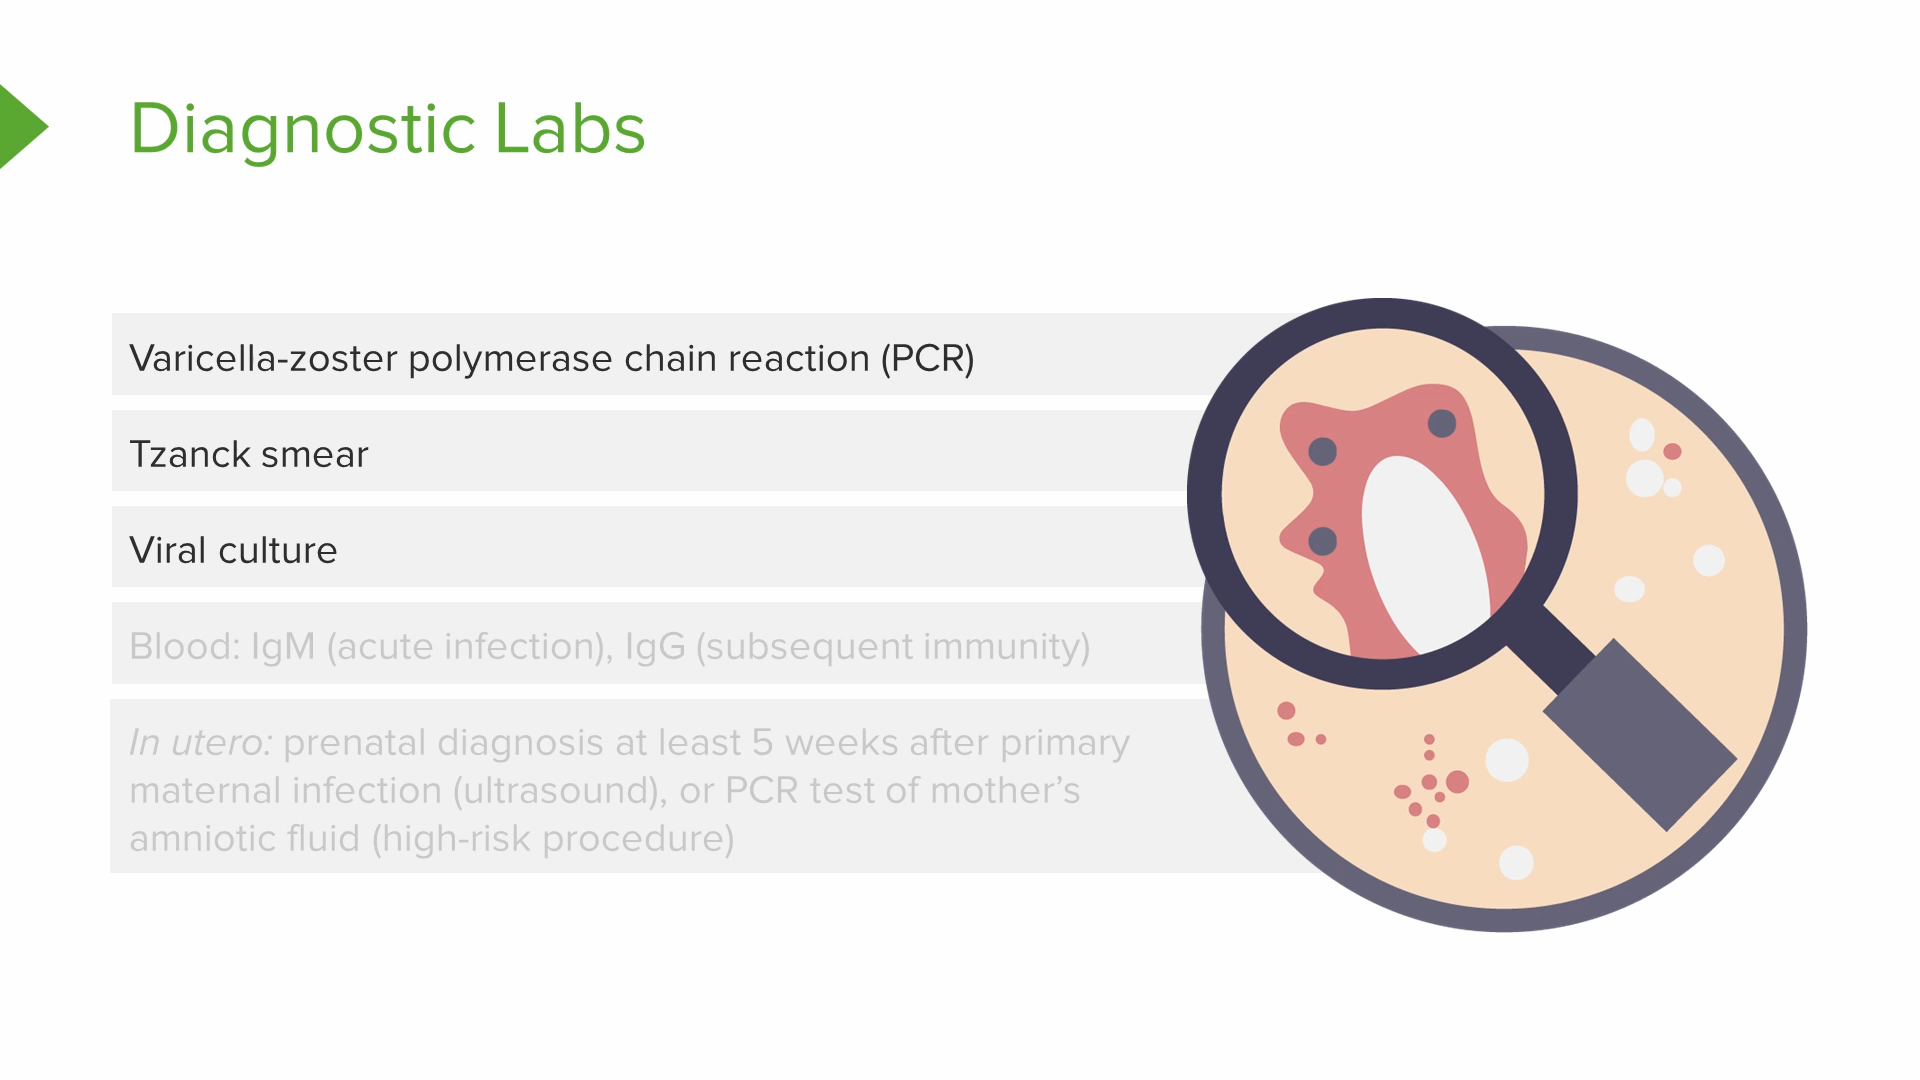 Diagnostic Labs
Varicella-zoster polymerase chain reaction (PCR)
Tzanck smear
Viral culture
Blood: IgM (acute infection), IgG (subsequent immunity)
In utero: prenatal diagnosis at least 5 weeks after primary
maternal infection (ultrasound), or PCR test of mother’s
amniotic fluid (high-risk procedure)